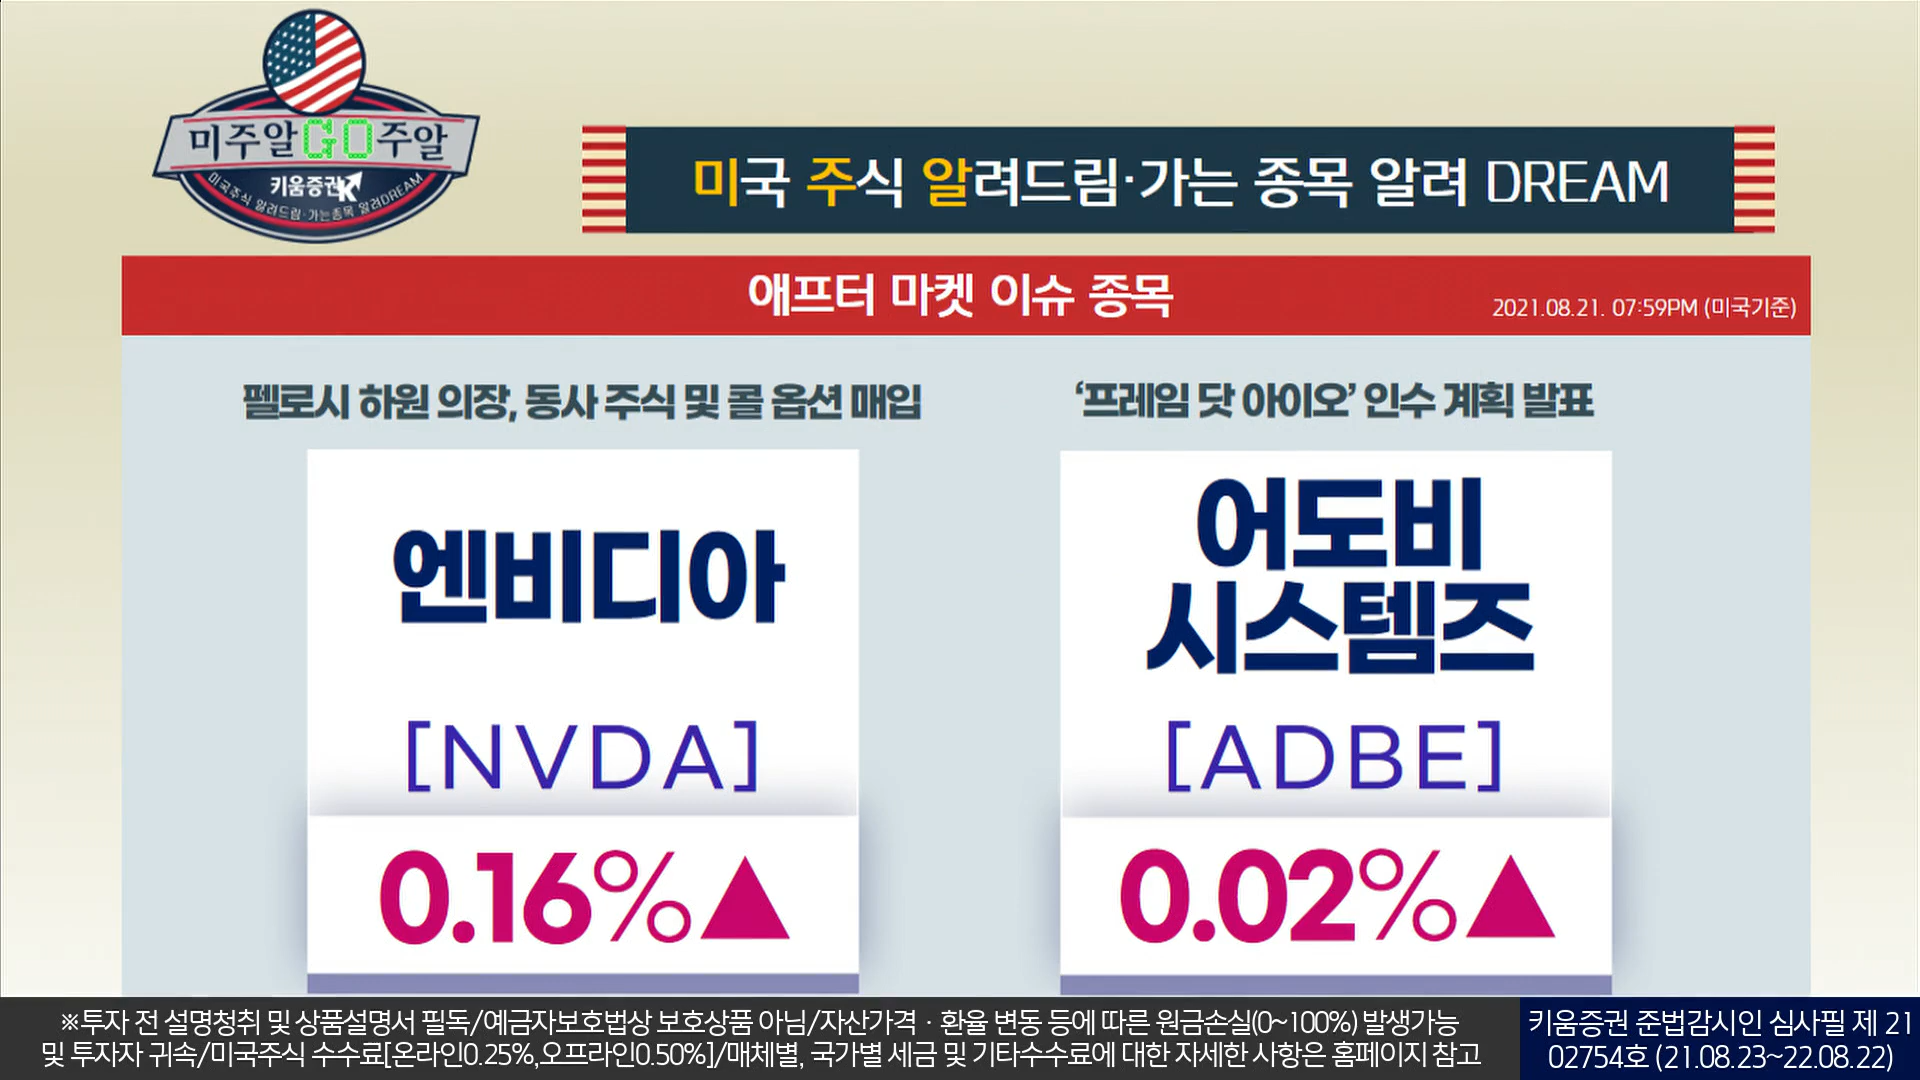 미주알GO주알
키움증권
미국주식 알려드림·가는종목 알려DREAM
미국 주식 알려드림·가는 종목 알려 DREAM
애프터 마켓 이슈 종목
2021.08.21. 07:59PM (미국기준)
펠로시 하원 의장, 동사 주식 및 콜 옵션 매입
엔비디아
[NVDA]
0.16%▲
‘프레임 닷 아이오’ 인수 계획 발표
어도비
시스템즈
[ADBE]
0.02%▲
※투자 전 설명청취 및 상품설명서 필독/예금자보호법상 보호상품 아님/자산가격 · 환율 변동 등에 따른 원금손실(0~100%) 발생가능
및 투자자 귀속/미국주식 수수료[온라인0.25%,오프라인0.50%]/매체별, 국가별 세금 및 기타수수료에 대한 자세한 사항은 홈페이지 참고
키움증권 준법감시인 심사필 제 21
02754호 (21.08.23~22.08.22)